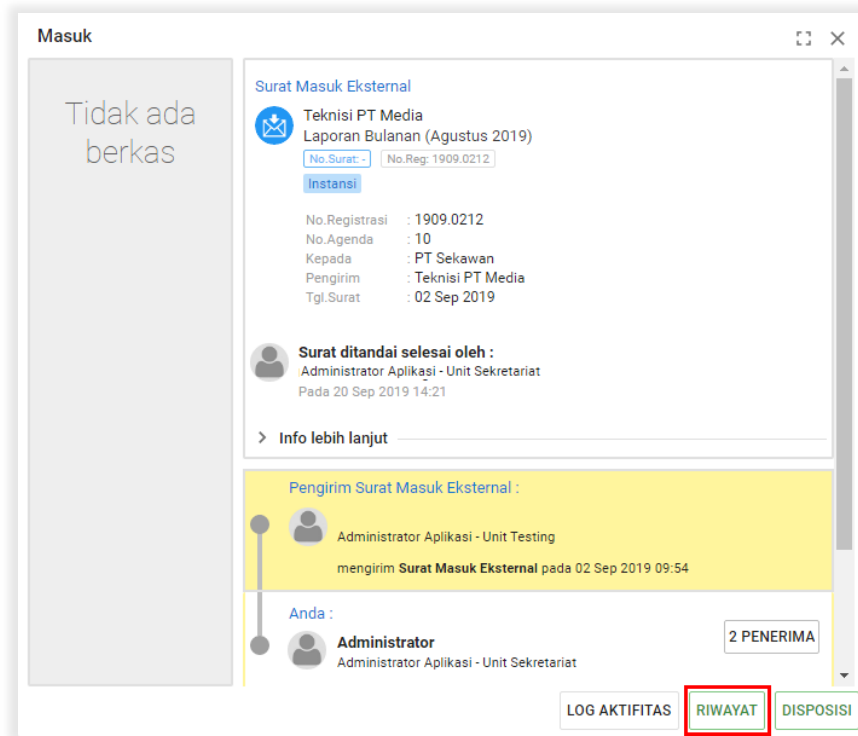 Masuk
Tidak ada
berkas
Surat Masuk Eksternal
Teknisi PT Media
Laporan Bulanan (Agustus 2019)
No.Surat: - No.Reg: 1909.0212
Instansi
No.Registrasi : 1909.0212
No.Agenda : 10
Kepada : PT Sekawan
Pengirim : Teknisi PT Media
Tgl.Surat : 02 Sep 2019
Surat ditandai selesai oleh :
Administrator Aplikasi - Unit Sekretariat
Pada 20 Sep 2019 14:21
Info lebih lanjut
Pengirim Surat Masuk Eksternal :
Administrator Aplikasi - Unit Testing
mengirim Surat Masuk Eksternal pada 02 Sep 2019 09:54
Anda :
Administrator
Administrator Aplikasi - Unit Sekretariat
2 PENERIMA
LOG AKTIFITAS RIWAYAT DISPOSISI